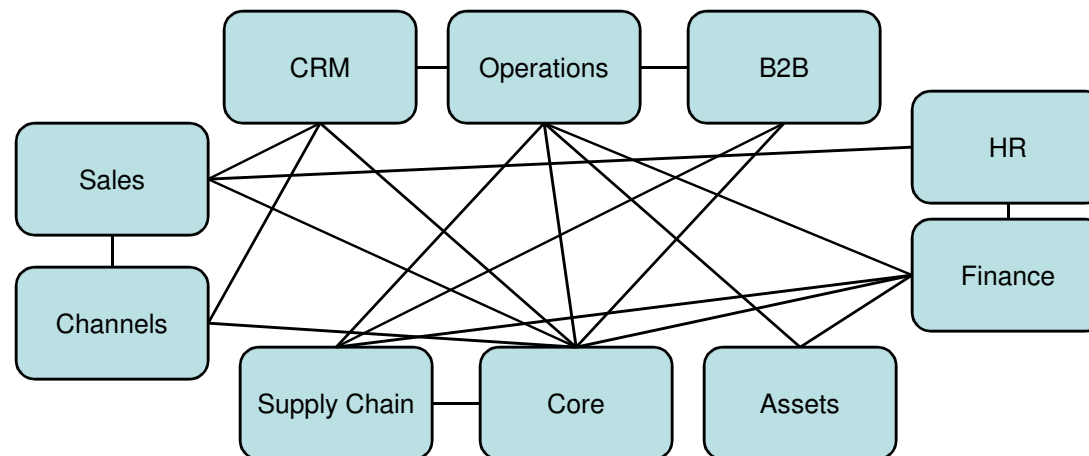 CRM
Operations
B2B
HR
Sales
Finance
Channels
Supply Chain
Core
Assets